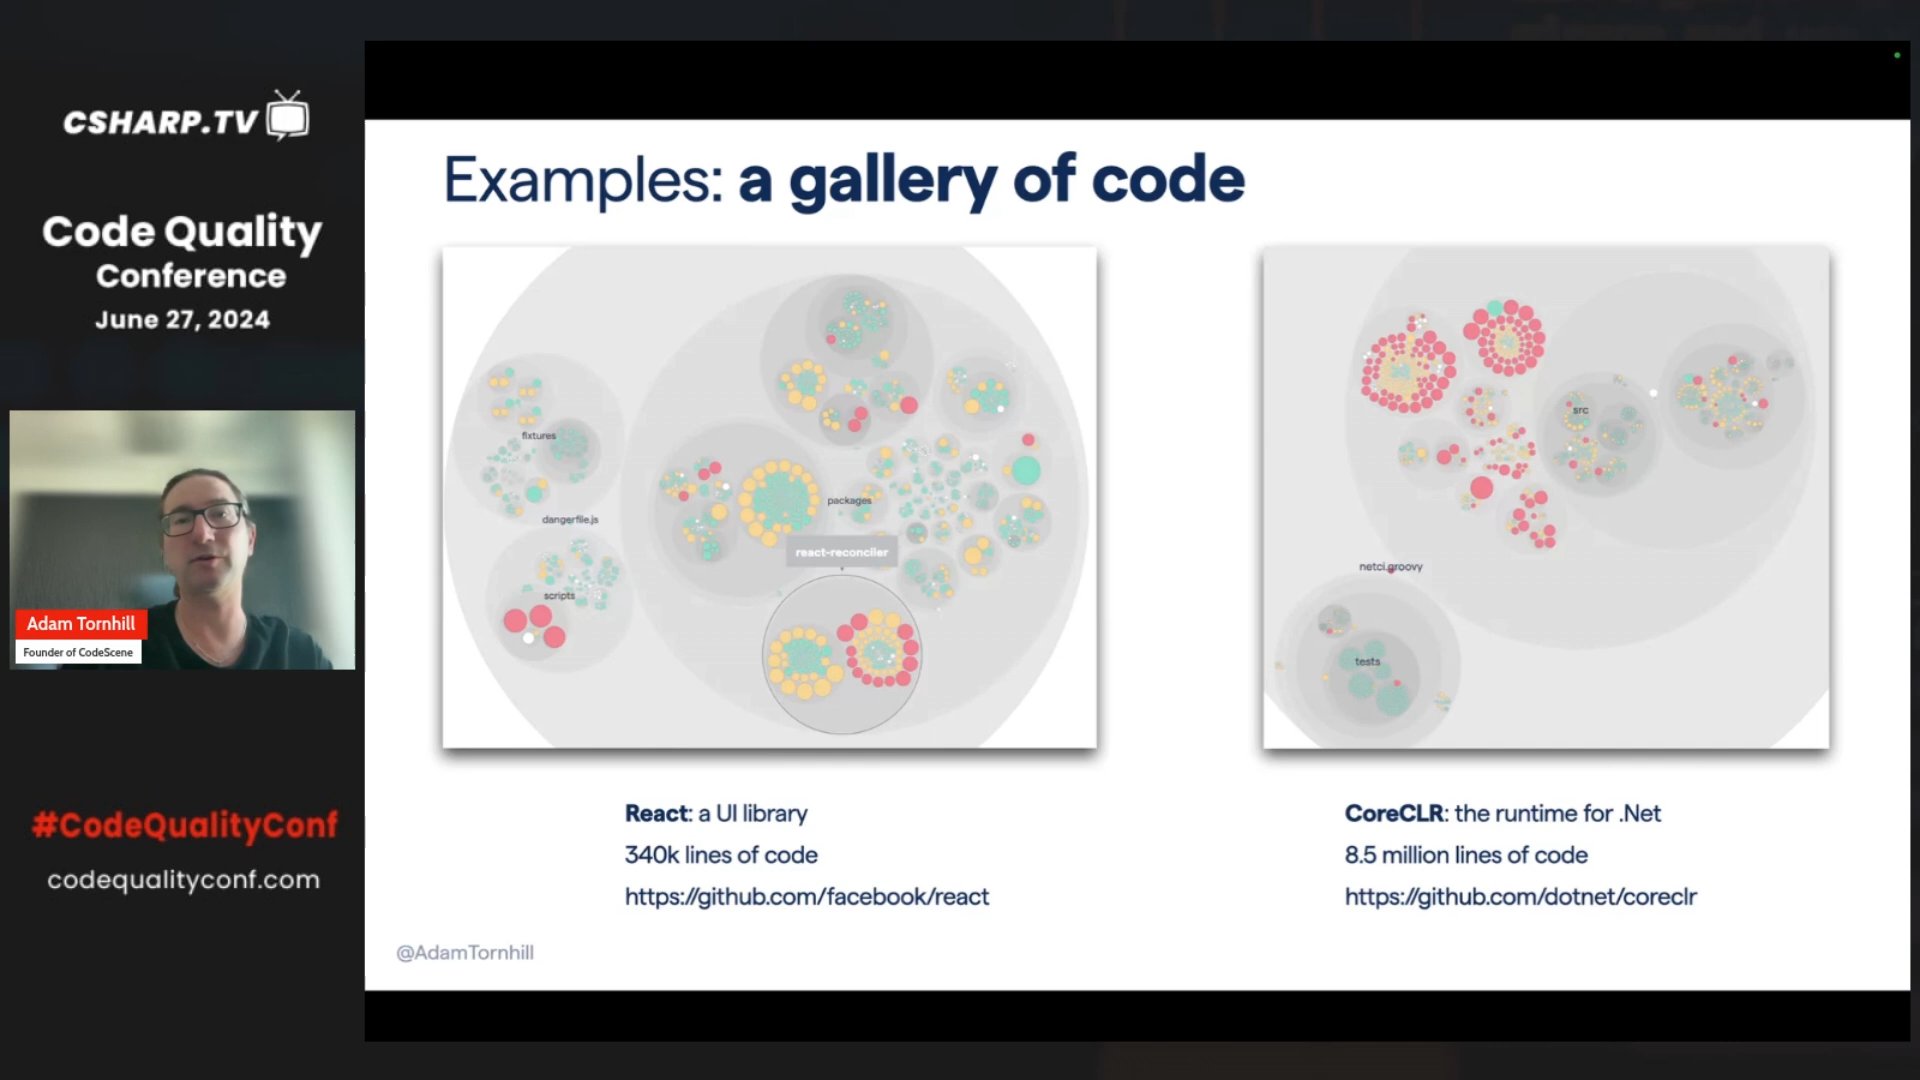 CSHARP.TV
Code Quality
Conference
June 27, 2024
Adam Tornhill
Founder of CodeScene
#CodeQualityConf
codequalityconf.com
Examples: a gallery of code
fixtures
dangerfile.js
scripts
packages
react-reconciler
src
netci.groovy
tests
React: a UI library
340k lines of code
https://github.com/facebook/react
CoreCLR: the runtime for .Net
8.5 million lines of code
https://github.com/dotnet/coreclr
@AdamTornhill